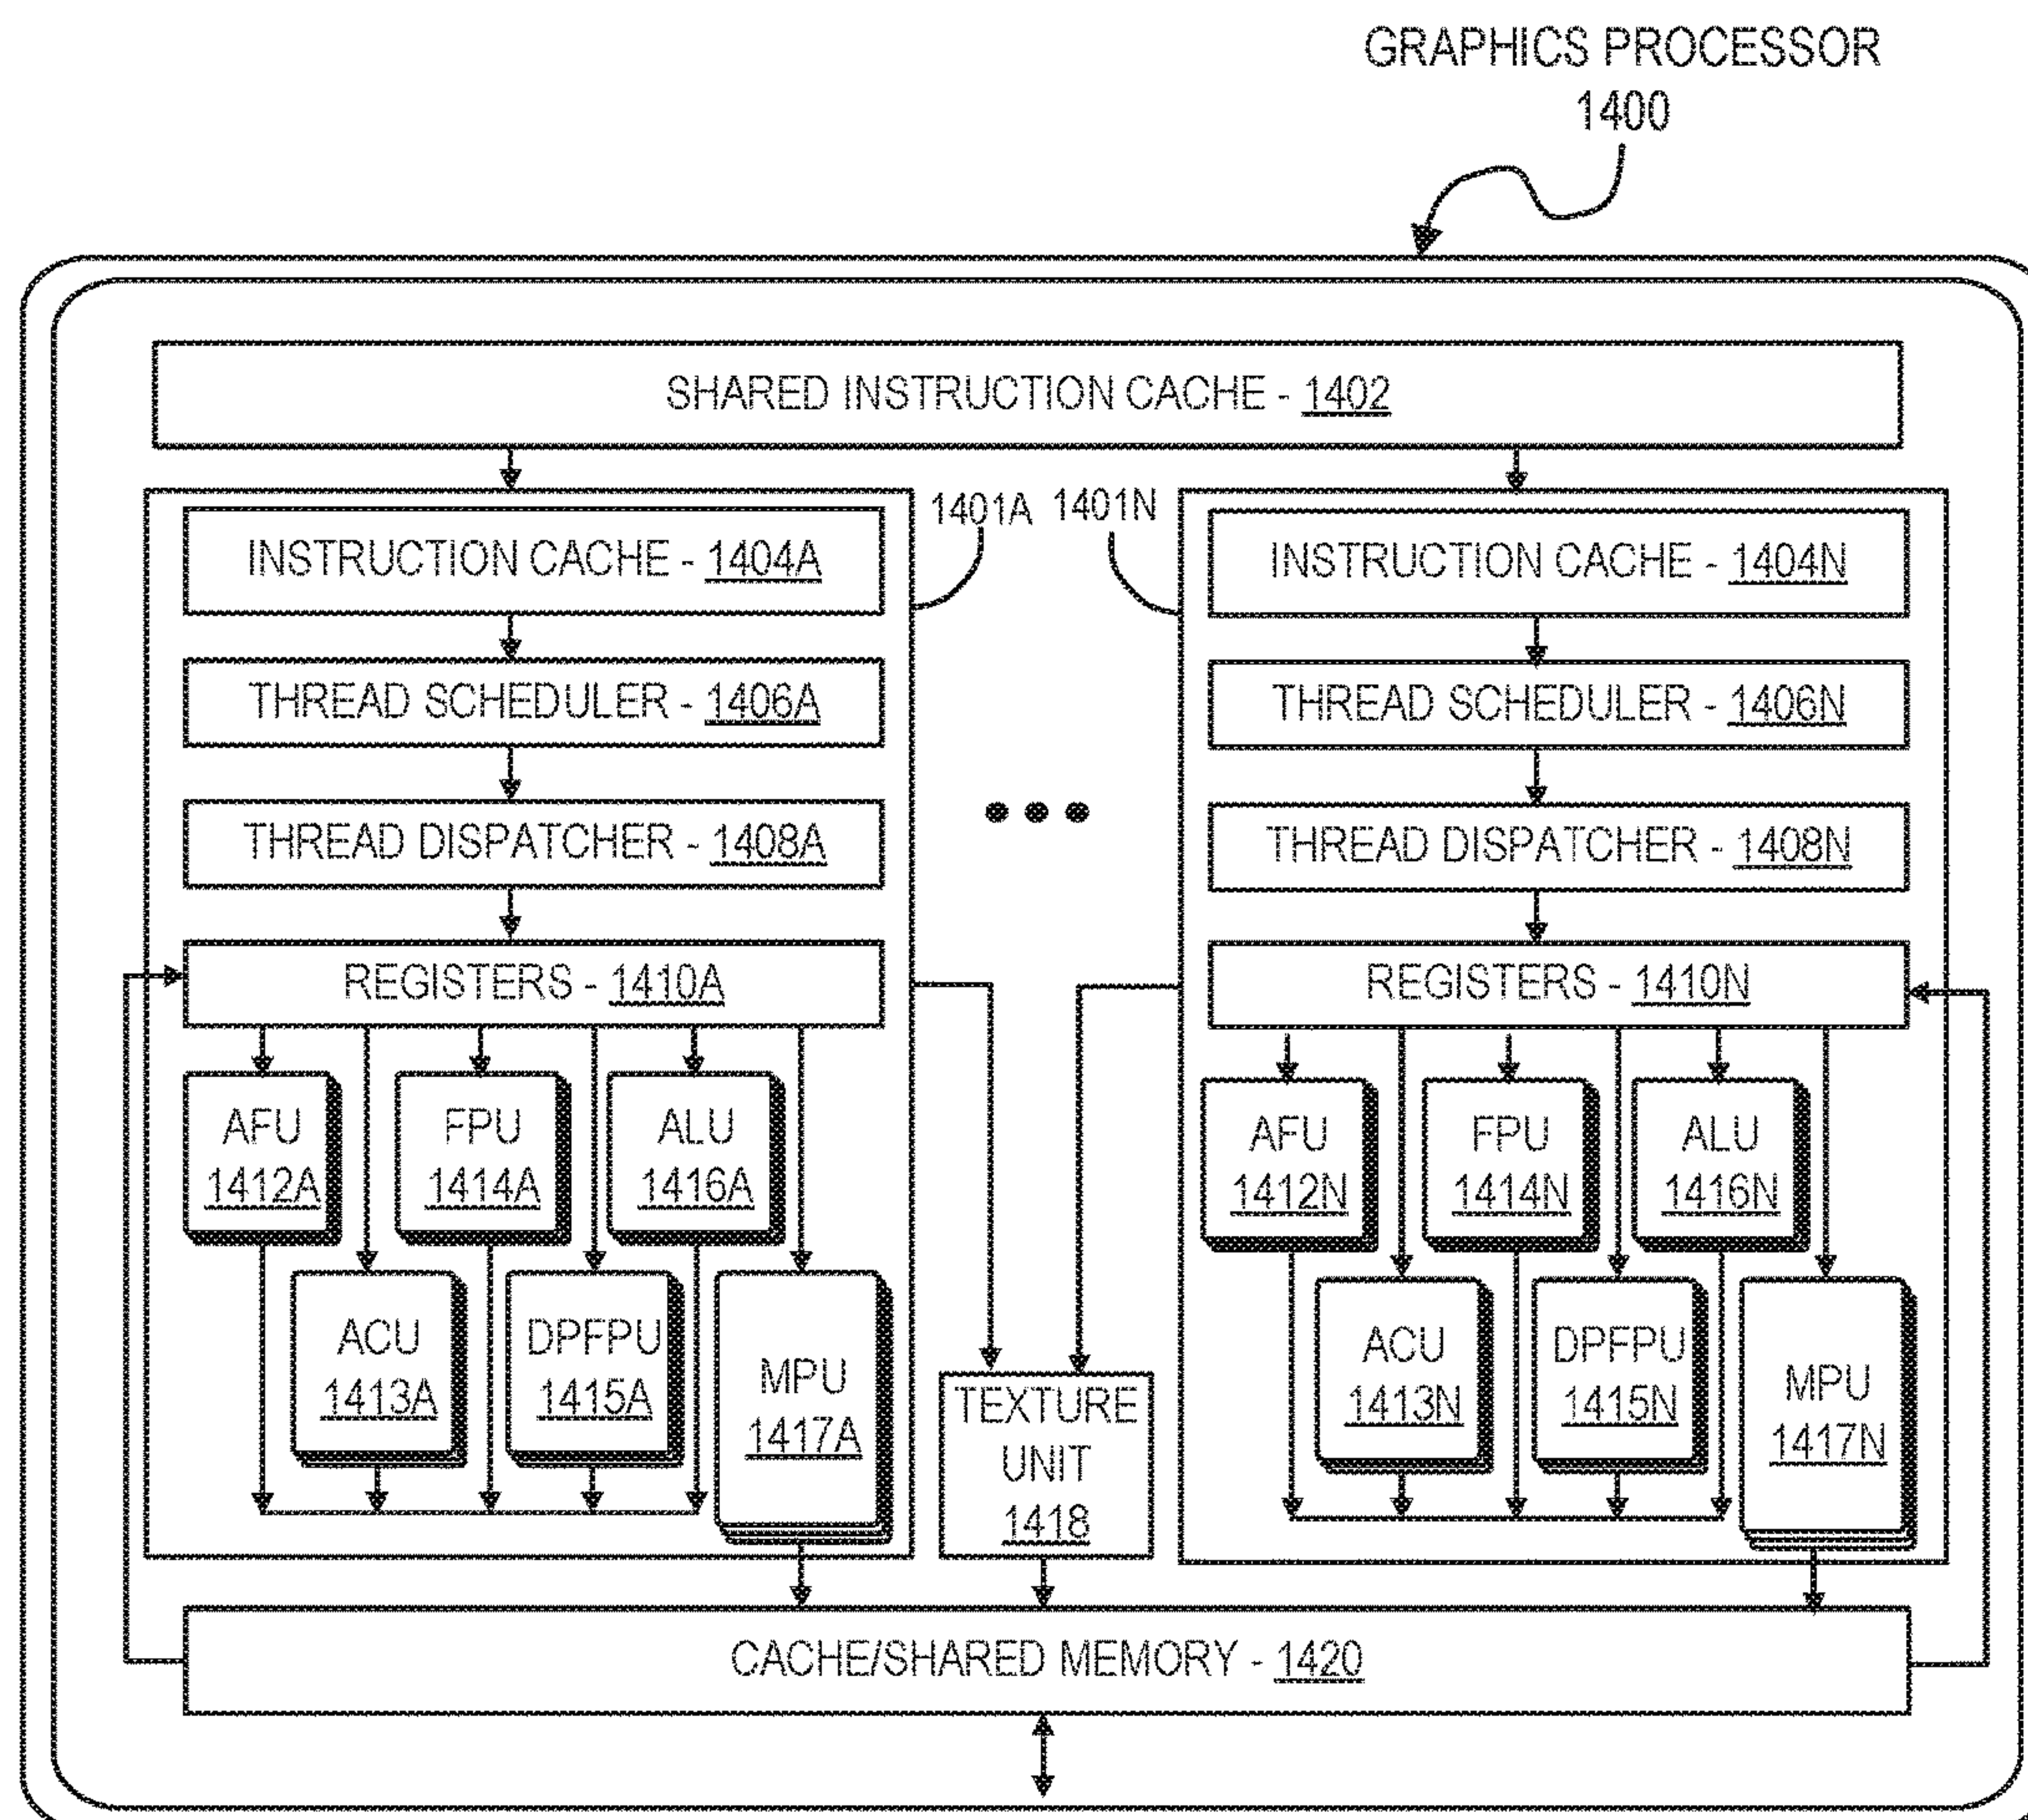 GRAPHICS PROCESSOR
1400
SHARED INSTRUCTION CACHE - 1402
1401A
1401N
INSTRUCTION CACHE - 1404A
THREAD SCHEDULER - 1406A
THREAD DISPATCHER - 1408A
REGISTERS - 1410A
AFU
1412A
FPU
1414A
ALU
1416A
ACU
1413A
DPFPU
1415A
MPU
1417A
TEXTURE
UNIT
1418
INSTRUCTION CACHE - 1404N
THREAD SCHEDULER - 1406N
THREAD DISPATCHER - 1408N
REGISTERS - 1410N
AFU
1412N
FPU
1414N
ALU
1416N
ACU
1413N
DPFPU
1415N
MPU
1417N
CACHE/SHARED MEMORY - 1420